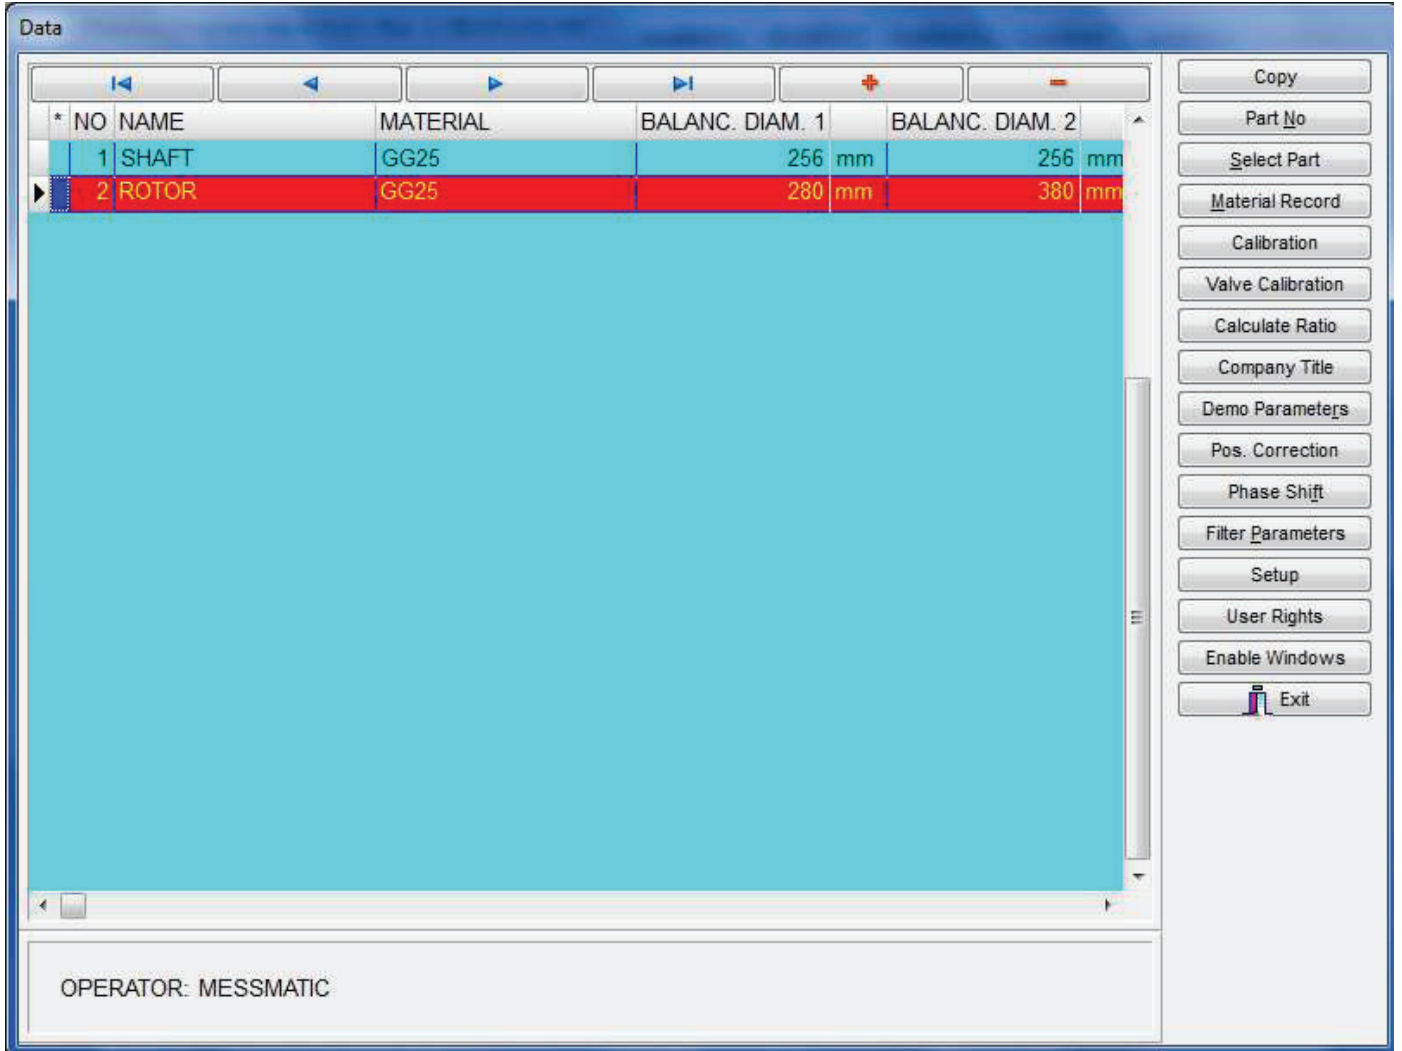 Data
* NO NAME MATERIAL BALANC. DIAM. 1 BALANC. DIAM. 2
1 SHAFT GG25 256 mm 256 mm
2 ROTOR GG25 280 mm 380 mm
OPERATOR: MESSMATIC
Copy
Part No
Select Part
Material Record
Calibration
Valve Calibration
Calculate Ratio
Company Title
Demo Parameters
Pos. Correction
Phase Shift
Filter Parameters
Setup
User Rights
Enable Windows
Exit